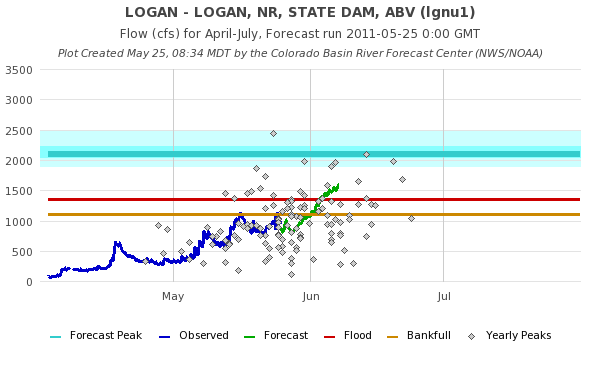 LOGAN - LOGAN, NR, STATE DAM, ABV (lgnu1)
Flow (cfs) for April-July, Forecast run 2011-05-25 0:00 GMT
Plot Created May 25, 08:34 MDT by the Colorado Basin River Forecast Center (NWS/NOAA)
3500
3000
2500
2000
1500
1000
500
0
May Jun Jul
Forecast Peak Observed Forecast Flood Bankfull Yearly Peaks